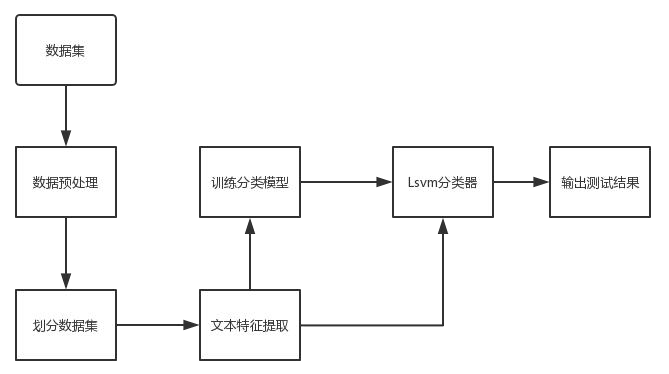 数据集
数据预处理
训练分类模型
Lsvm分类器
输出测试结果
划分数据集
文本特征提取